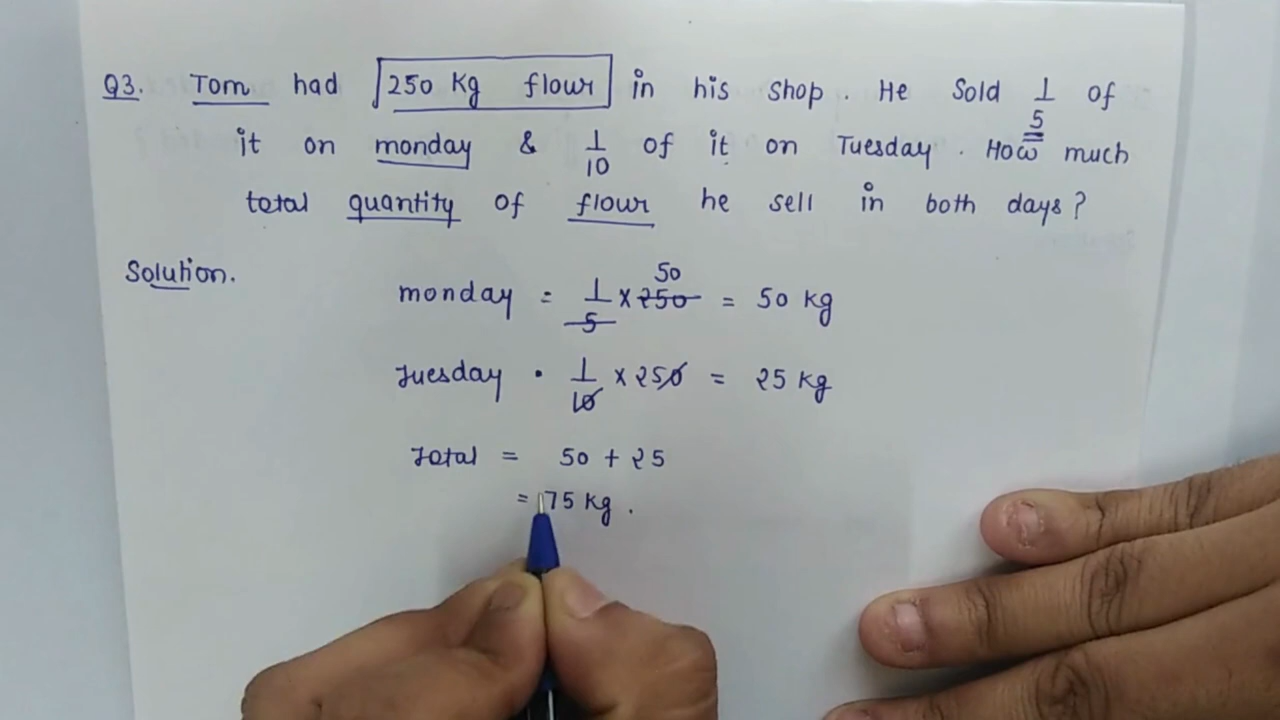 Q3. Tom had 250 Kg flour in his shop. He Sold 1/5 of
it on monday & 1/10 of it on Tuesday. How much
total quantity of flour he sell in both days?
Solution.
monday = 1/5 × 250 50 = 50 kg
Tuesday . 1/10 × 250 = 25 Kg
Total = 50 + 25
= 75 Kg.